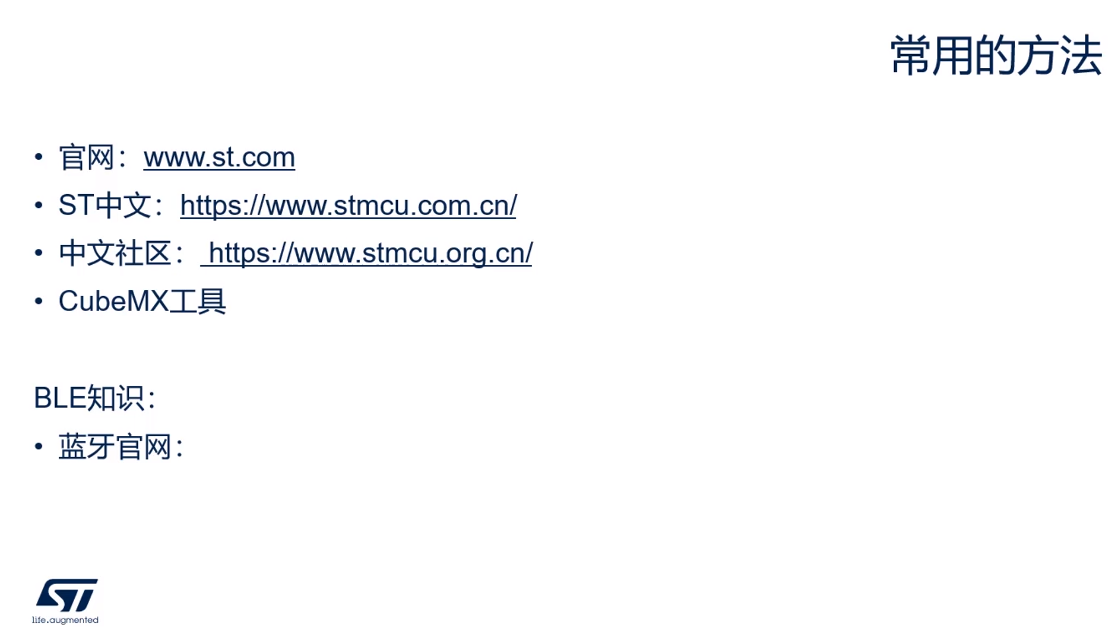 常用的方法
• 官网：www.st.com
• ST中文：https://www.stmcu.com.cn/
• 中文社区： https://www.stmcu.org.cn/
• CubeMX工具
BLE知识：
• 蓝牙官网：
ST
life.augmented